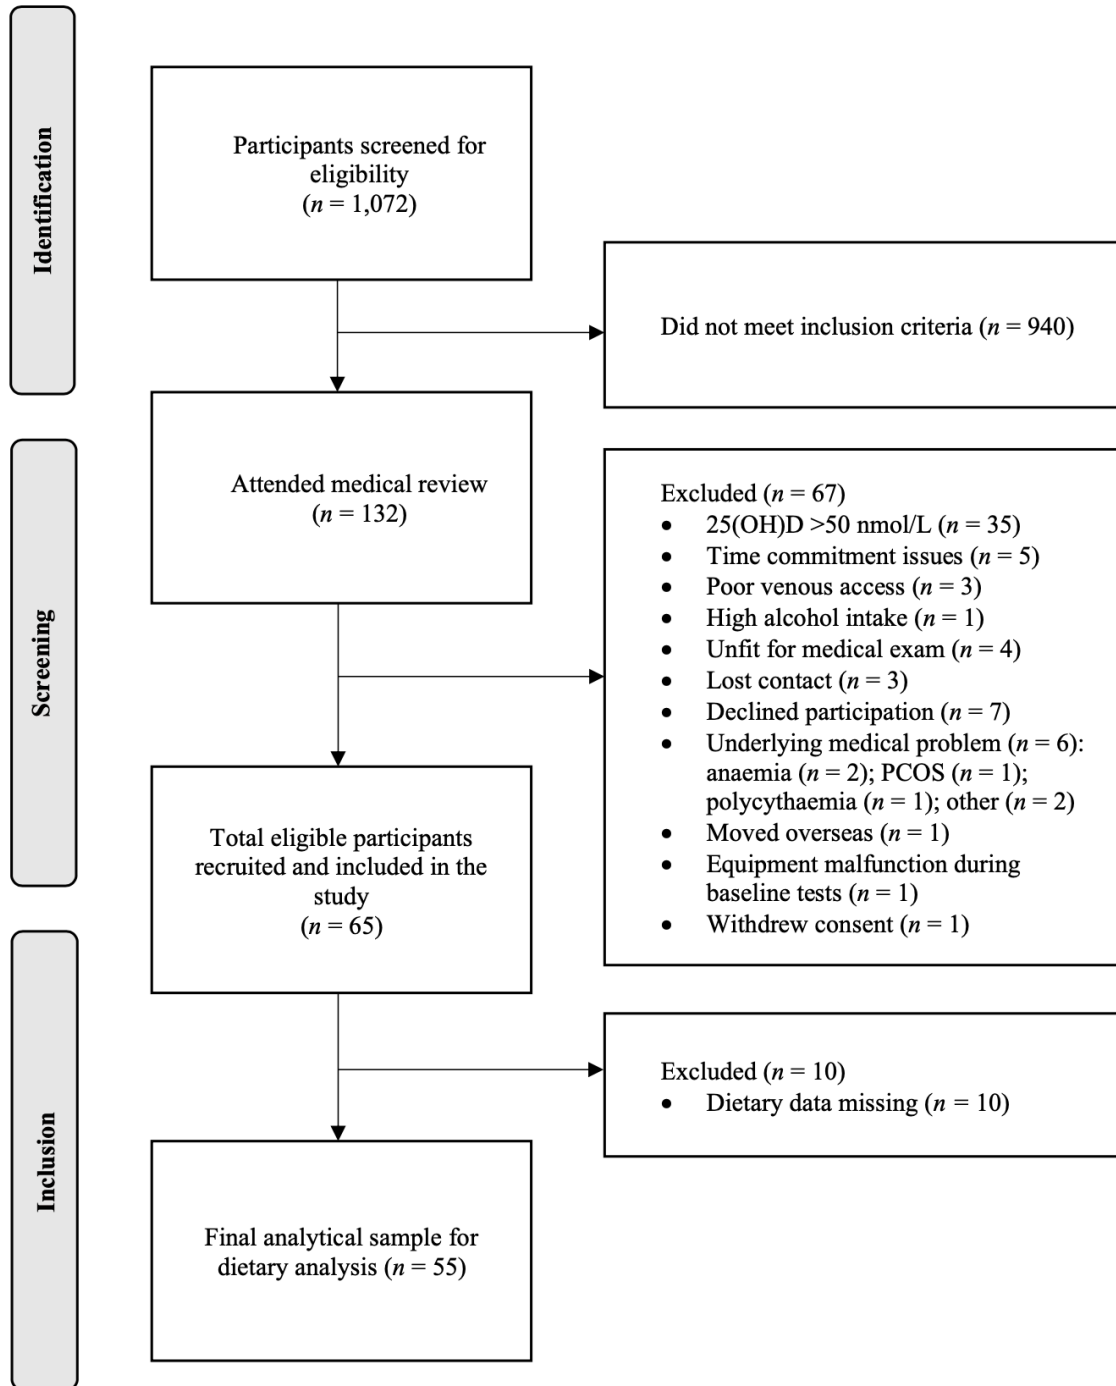 Identification
Participants screened for
eligibility
(n = 1,072)
Did not meet inclusion criteria (n = 940)
Screening
Attended medical review
(n = 132)
Excluded (n = 67)
• 25(OH)D >50 nmol/L (n = 35)
• Time commitment issues (n = 5)
• Poor venous access (n = 3)
• High alcohol intake (n = 1)
• Unfit for medical exam (n = 4)
• Lost contact (n = 3)
• Declined participation (n = 7)
• Underlying medical problem (n = 6):
anaemia (n = 2); PCOS (n = 1);
polycythaemia (n = 1); other (n = 2)
• Moved overseas (n = 1)
• Equipment malfunction during
baseline tests (n = 1)
• Withdrew consent (n = 1)
Total eligible participants
recruited and included in the
study
(n = 65)
Inclusion
Excluded (n = 10)
• Dietary data missing (n = 10)
Final analytical sample for
dietary analysis (n = 55)